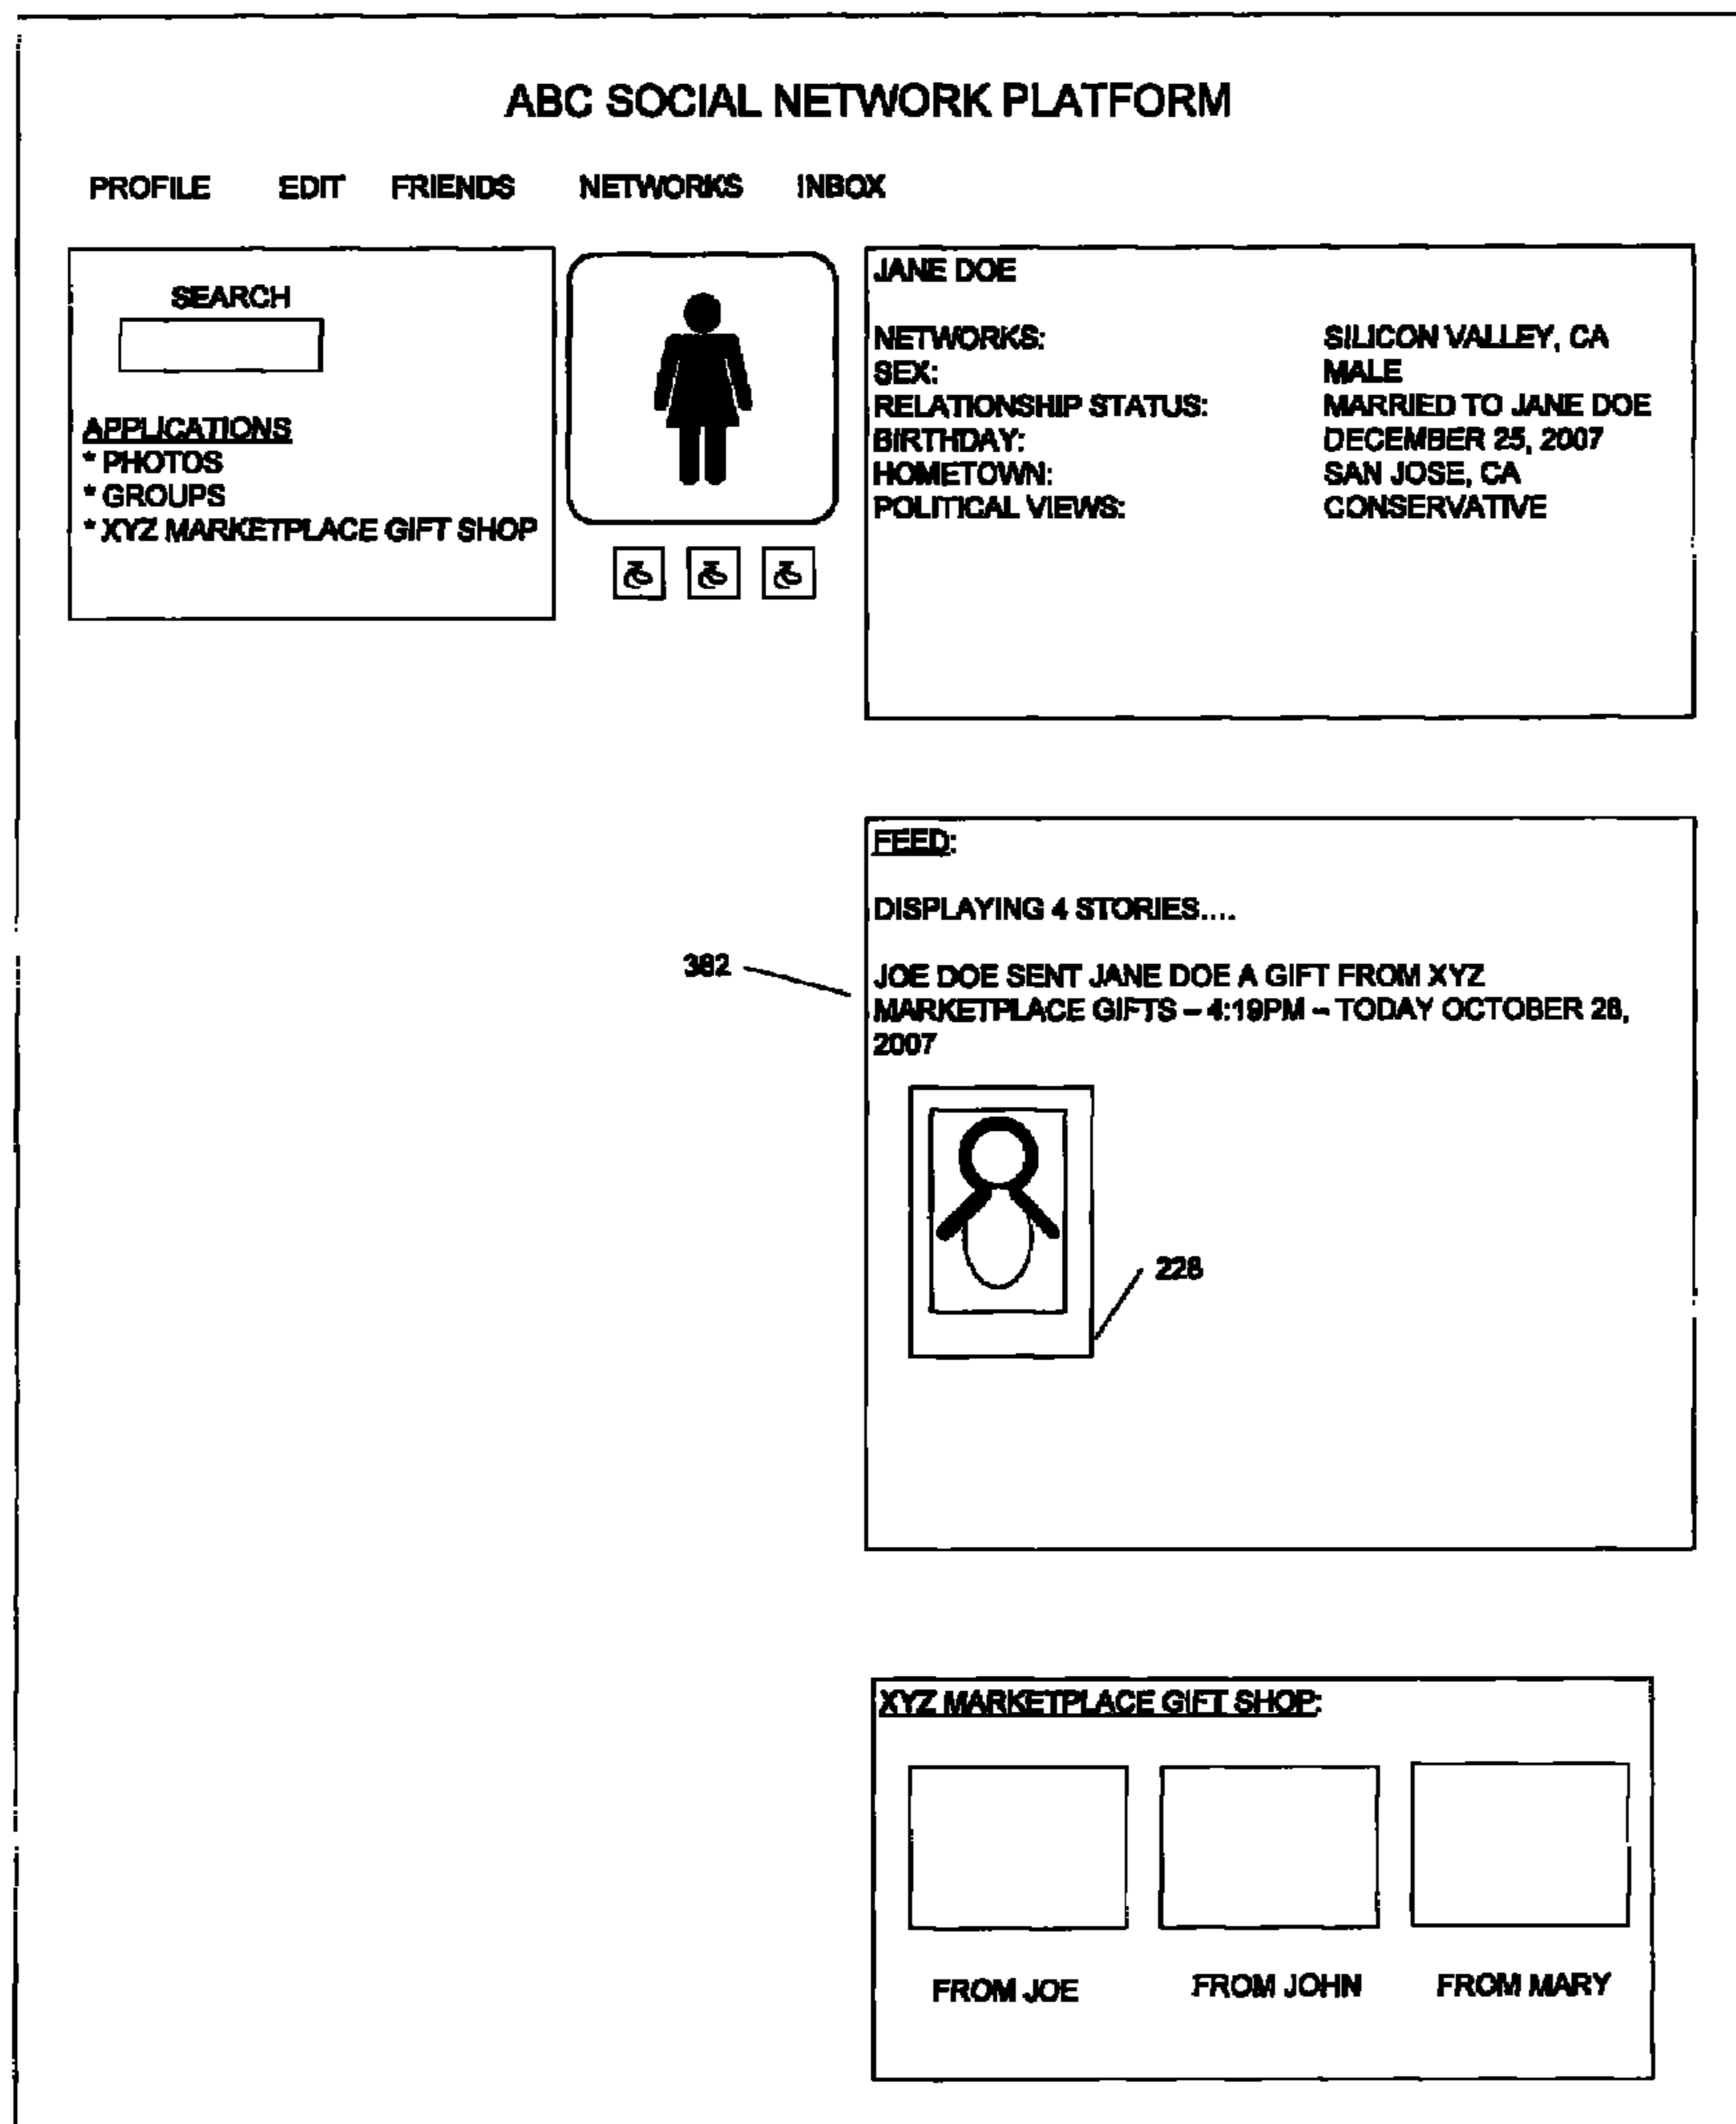 ABC SOCIAL NETWORK PLATFORM
PROFILE EDIT FRIENDS NETWORKS INBOX
SEARCH
APPLICATIONS
* PHOTOS
* GROUPS
* XYZ MARKETPLACE GIFT SHOP
JANE DOE
NETWORKS: SILICON VALLEY, CA
SEX: MALE
RELATIONSHIP STATUS: MARRIED TO JANE DOE
BIRTHDAY: DECEMBER 25, 2007
HOMETOWN: SAN JOSE, CA
POLITICAL VIEWS: CONSERVATIVE
FEED:
DISPLAYING 4 STORIES....
382
JOE DOE SENT JANE DOE A GIFT FROM XYZ
MARKETPLACE GIFTS – 4:19PM – TODAY OCTOBER 28,
2007
228
XYZ MARKETPLACE GIFT SHOP:
FROM JOE FROM JOHN FROM MARY